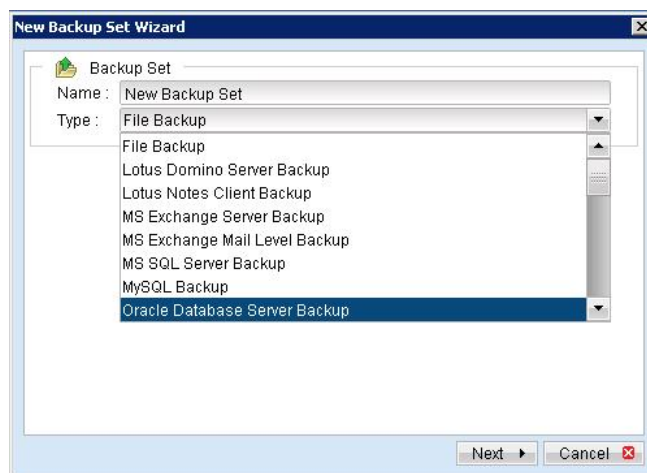 New Backup Set Wizard
Backup Set
Name : New Backup Set
Type : File Backup
File Backup
Lotus Domino Server Backup
Lotus Notes Client Backup
MS Exchange Server Backup
MS Exchange Mail Level Backup
MS SQL Server Backup
MySQL Backup
Oracle Database Server Backup
Next Cancel